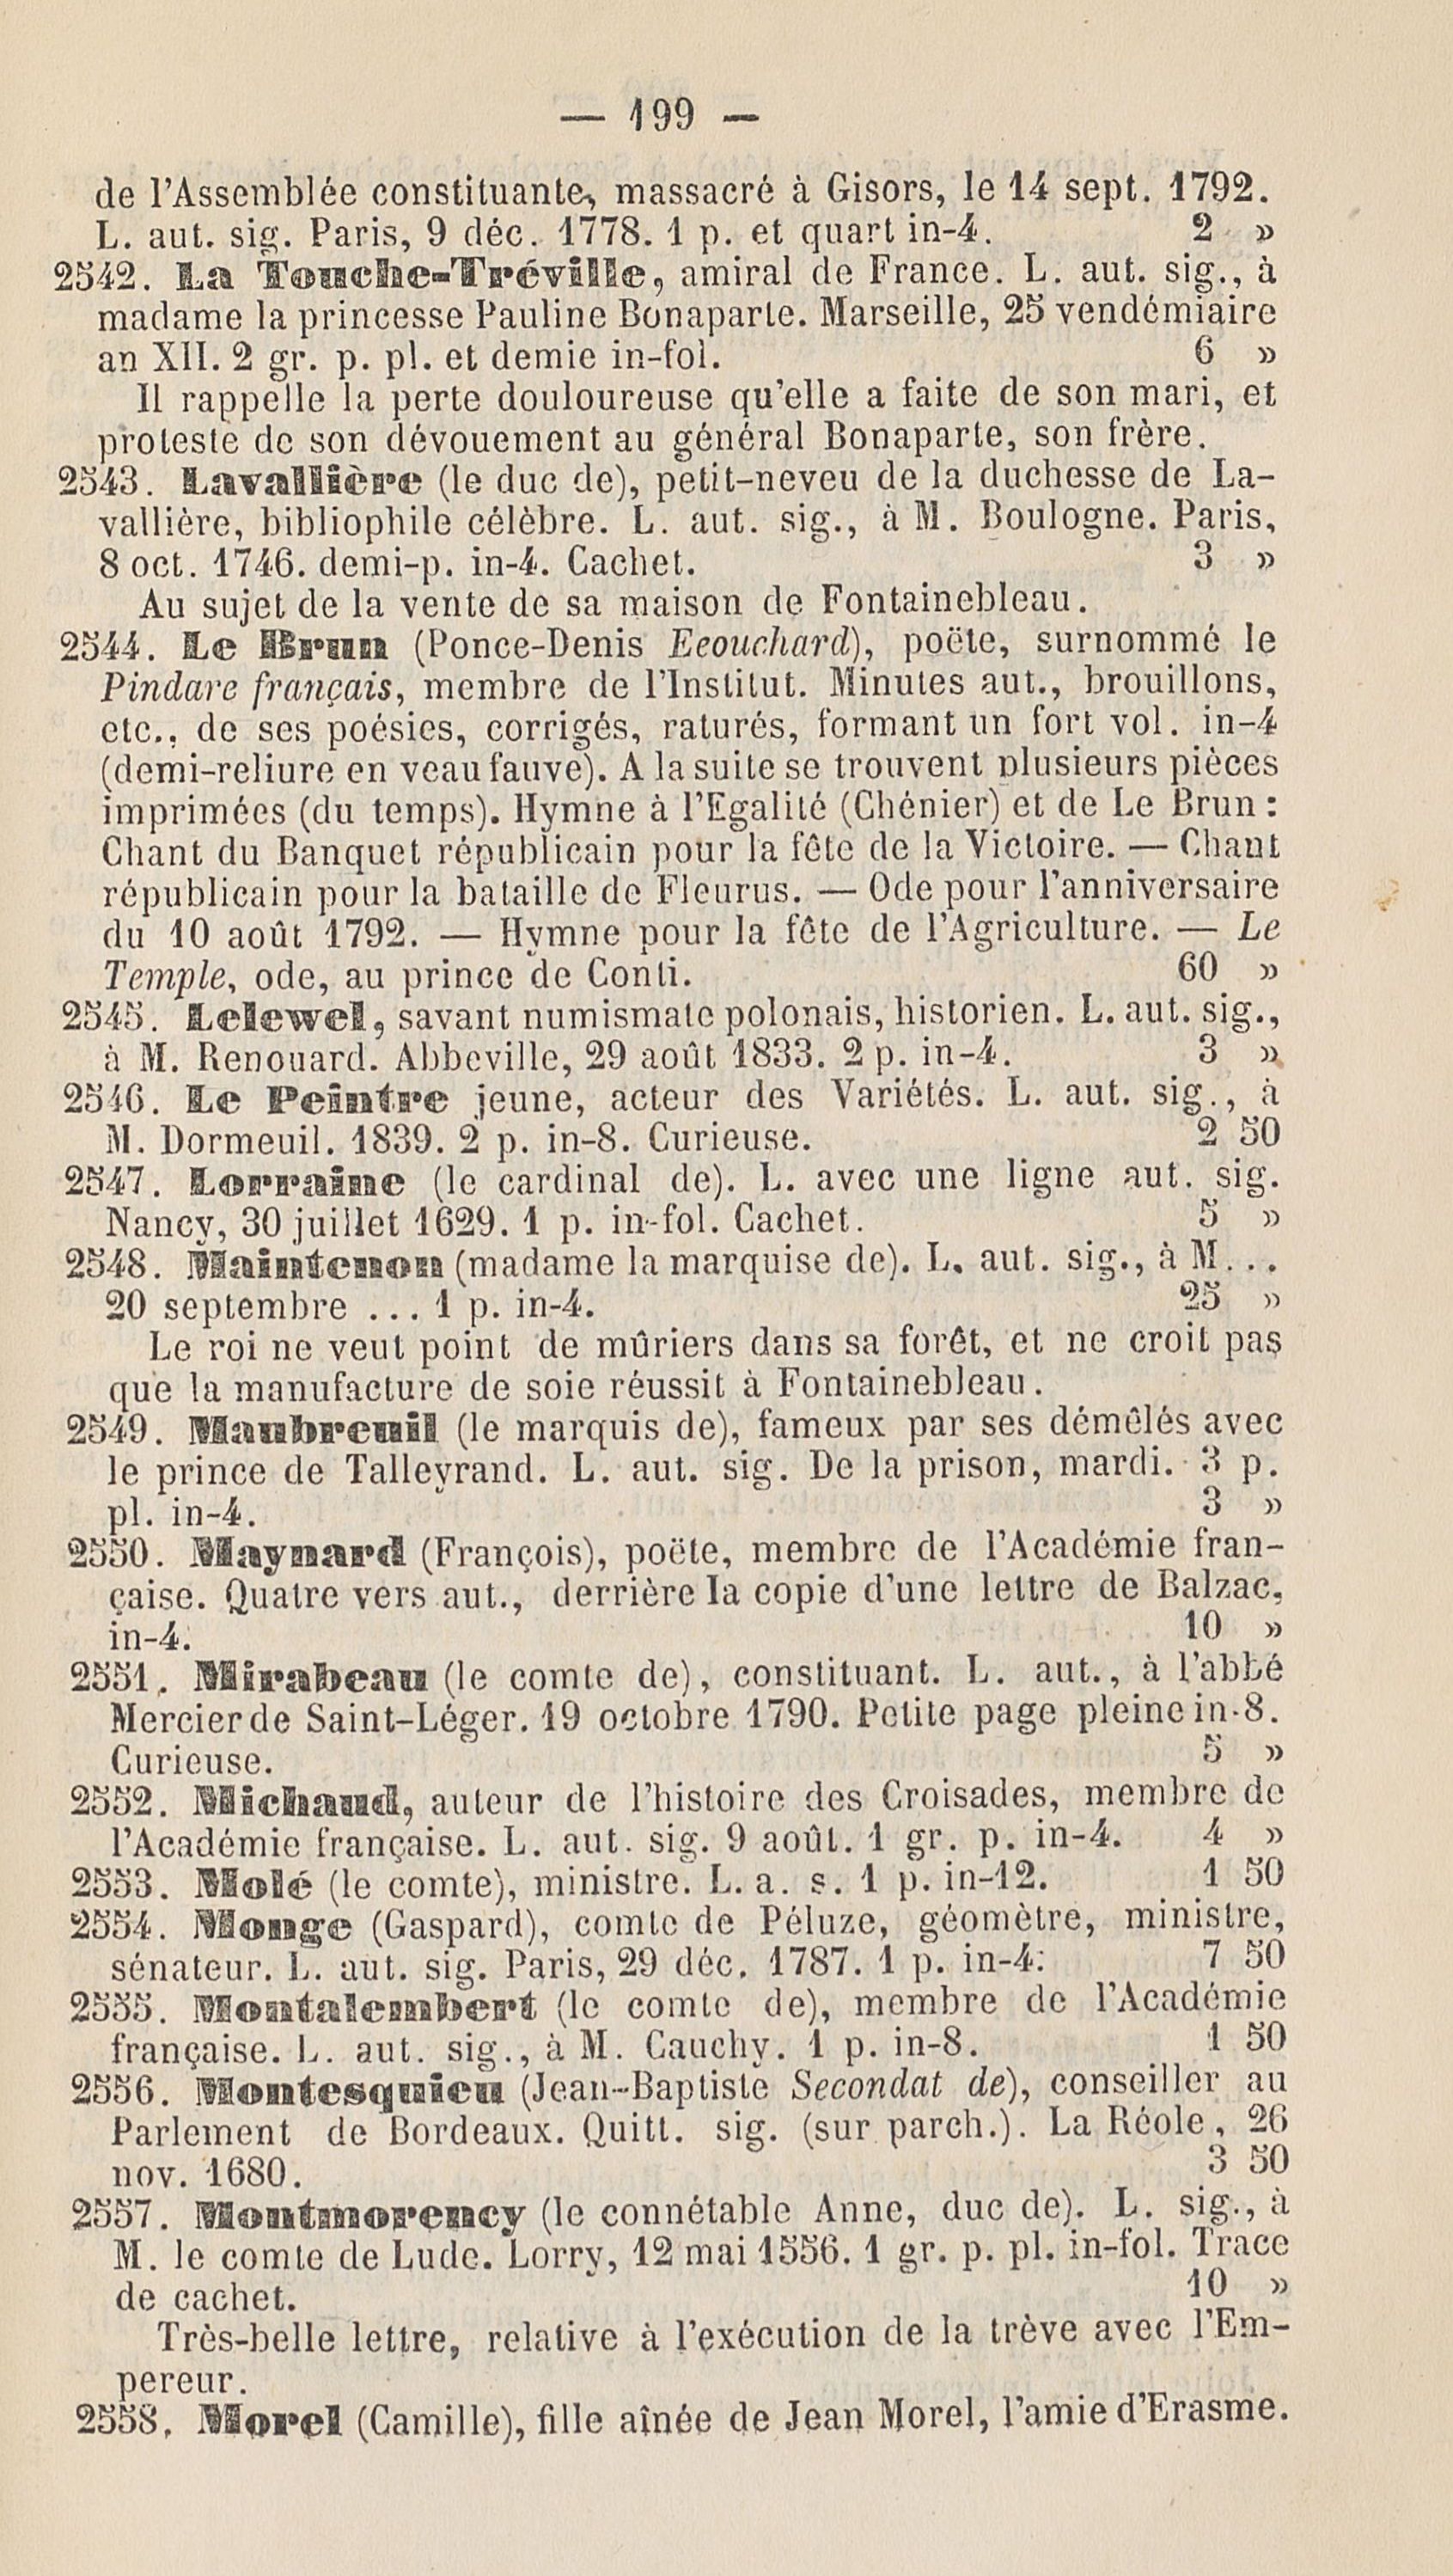 — 199 —
de l'Assemblée constituante, massacré à Gisors, le 14 sept. 1792.
L. aut. sig. Paris, 9 déc. 1778. 1 p. et quart in-4. 2 »
2542. La Touche-Tréville, amiral de France. L. aut. sig., à
madame la princesse Pauline Bonaparte. Marseille, 25 vendémiaire
an XII. 2 gr. p. pl. et demie in-fol. 6 »
Il rappelle la perte douloureuse qu'elle a faite de son mari, et
proteste de son dévouement au général Bonaparte, son frère.
2543. Lavallière (le duc de), petit-neveu de la duchesse de La-
vallière, bibliophile célèbre. L. aut. sig., à M. Boulogne. Paris,
8 oct. 1746. demi-p. in-4. Cachet. 3 »
Au sujet de la vente de sa maison de Fontainebleau.
2544. Le Brun (Ponce-Denis Eeouchard), poëte, surnommé le
Pindare français, membre de l'Institut. Minutes aut., brouillons,
etc., de ses poésies, corrigés, raturés, formant un fort vol. in-4
(demi-reliure en veau fauve). A la suite se trouvent plusieurs pièces
imprimées (du temps). Hymne à l'Egalité (Chénier) et de Le Brun :
Chant du Banquet républicain pour la fête de la Victoire. — Chant
républicain pour la bataille de Fleurus. — Ode pour l'anniversaire
du 10 août 1792. — Hymne pour la fête de l'Agriculture. — Le
Temple, ode, au prince de Conti. 60 »
2545. Lelewel, savant numismate polonais, historien. L. aut. sig.,
à M. Renouard. Abbeville, 29 août 1833. 2 p. in-4. 3 »
2546. Le Peintre jeune, acteur des Variétés. L. aut. sig., à
M. Dormeuil. 1839. 2 p. in-8. Curieuse. 2 50
2547. Lorraine (le cardinal de). L. avec une ligne aut. sig.
Nancy, 30 juillet 1629. 1 p. in-fol. Cachet. 5 »
2548. Maintenon (madame la marquise de). L. aut. sig., à M...
20 septembre ... 1 p. in-4. 25 »
Le roi ne veut point de mûriers dans sa forêt, et ne croit pas
que la manufacture de soie réussit à Fontainebleau.
2549. Maubreuil (le marquis de), fameux par ses démêlés avec
le prince de Talleyrand. L. aut. sig. De la prison, mardi. 3 p.
pl. in-4. 3 »
2550. Maynard (François), poëte, membre de l'Académie fran-
çaise. Quatre vers aut., derrière la copie d'une lettre de Balzac,
in-4. 10 »
2551. Mirabeau (le comte de), constituant. L. aut., à l'abbé
Mercier de Saint-Léger. 19 octobre 1790. Petite page pleine in-8.
Curieuse. 5 »
2552. Michaud, auteur de l'histoire des Croisades, membre de
l'Académie française. L. aut. sig. 9 août. 1 gr. p. in-4. 4 »
2553. Molé (le comte), ministre. L. a. s. 1 p. in-12. 1 50
2554. Monge (Gaspard), comte de Péluze, géomètre, ministre,
sénateur. L. aut. sig. Paris, 29 déc. 1787. 1 p. in-4. 7 50
2555. Montalembert (le comte de), membre de l'Académie
française. L. aut. sig., à M. Cauchy. 1 p. in-8. 1 50
2556. Montesquieu (Jean-Baptiste Secondat de), conseiller au
Parlement de Bordeaux. Quitt. sig. (sur parch.). La Réole, 26
nov. 1680. 3 50
2557. Montmorency (le connétable Anne, duc de). L. sig., à
M. le comte de Lude. Lorry, 12 mai 1556. 1 gr. p. pl. in-fol. Trace
de cachet. 10 »
Très-belle lettre, relative à l'exécution de la trève avec l'Em-
pereur.
2558. Morel (Camille), fille aînée de Jean Morel, l'amie d'Erasme.